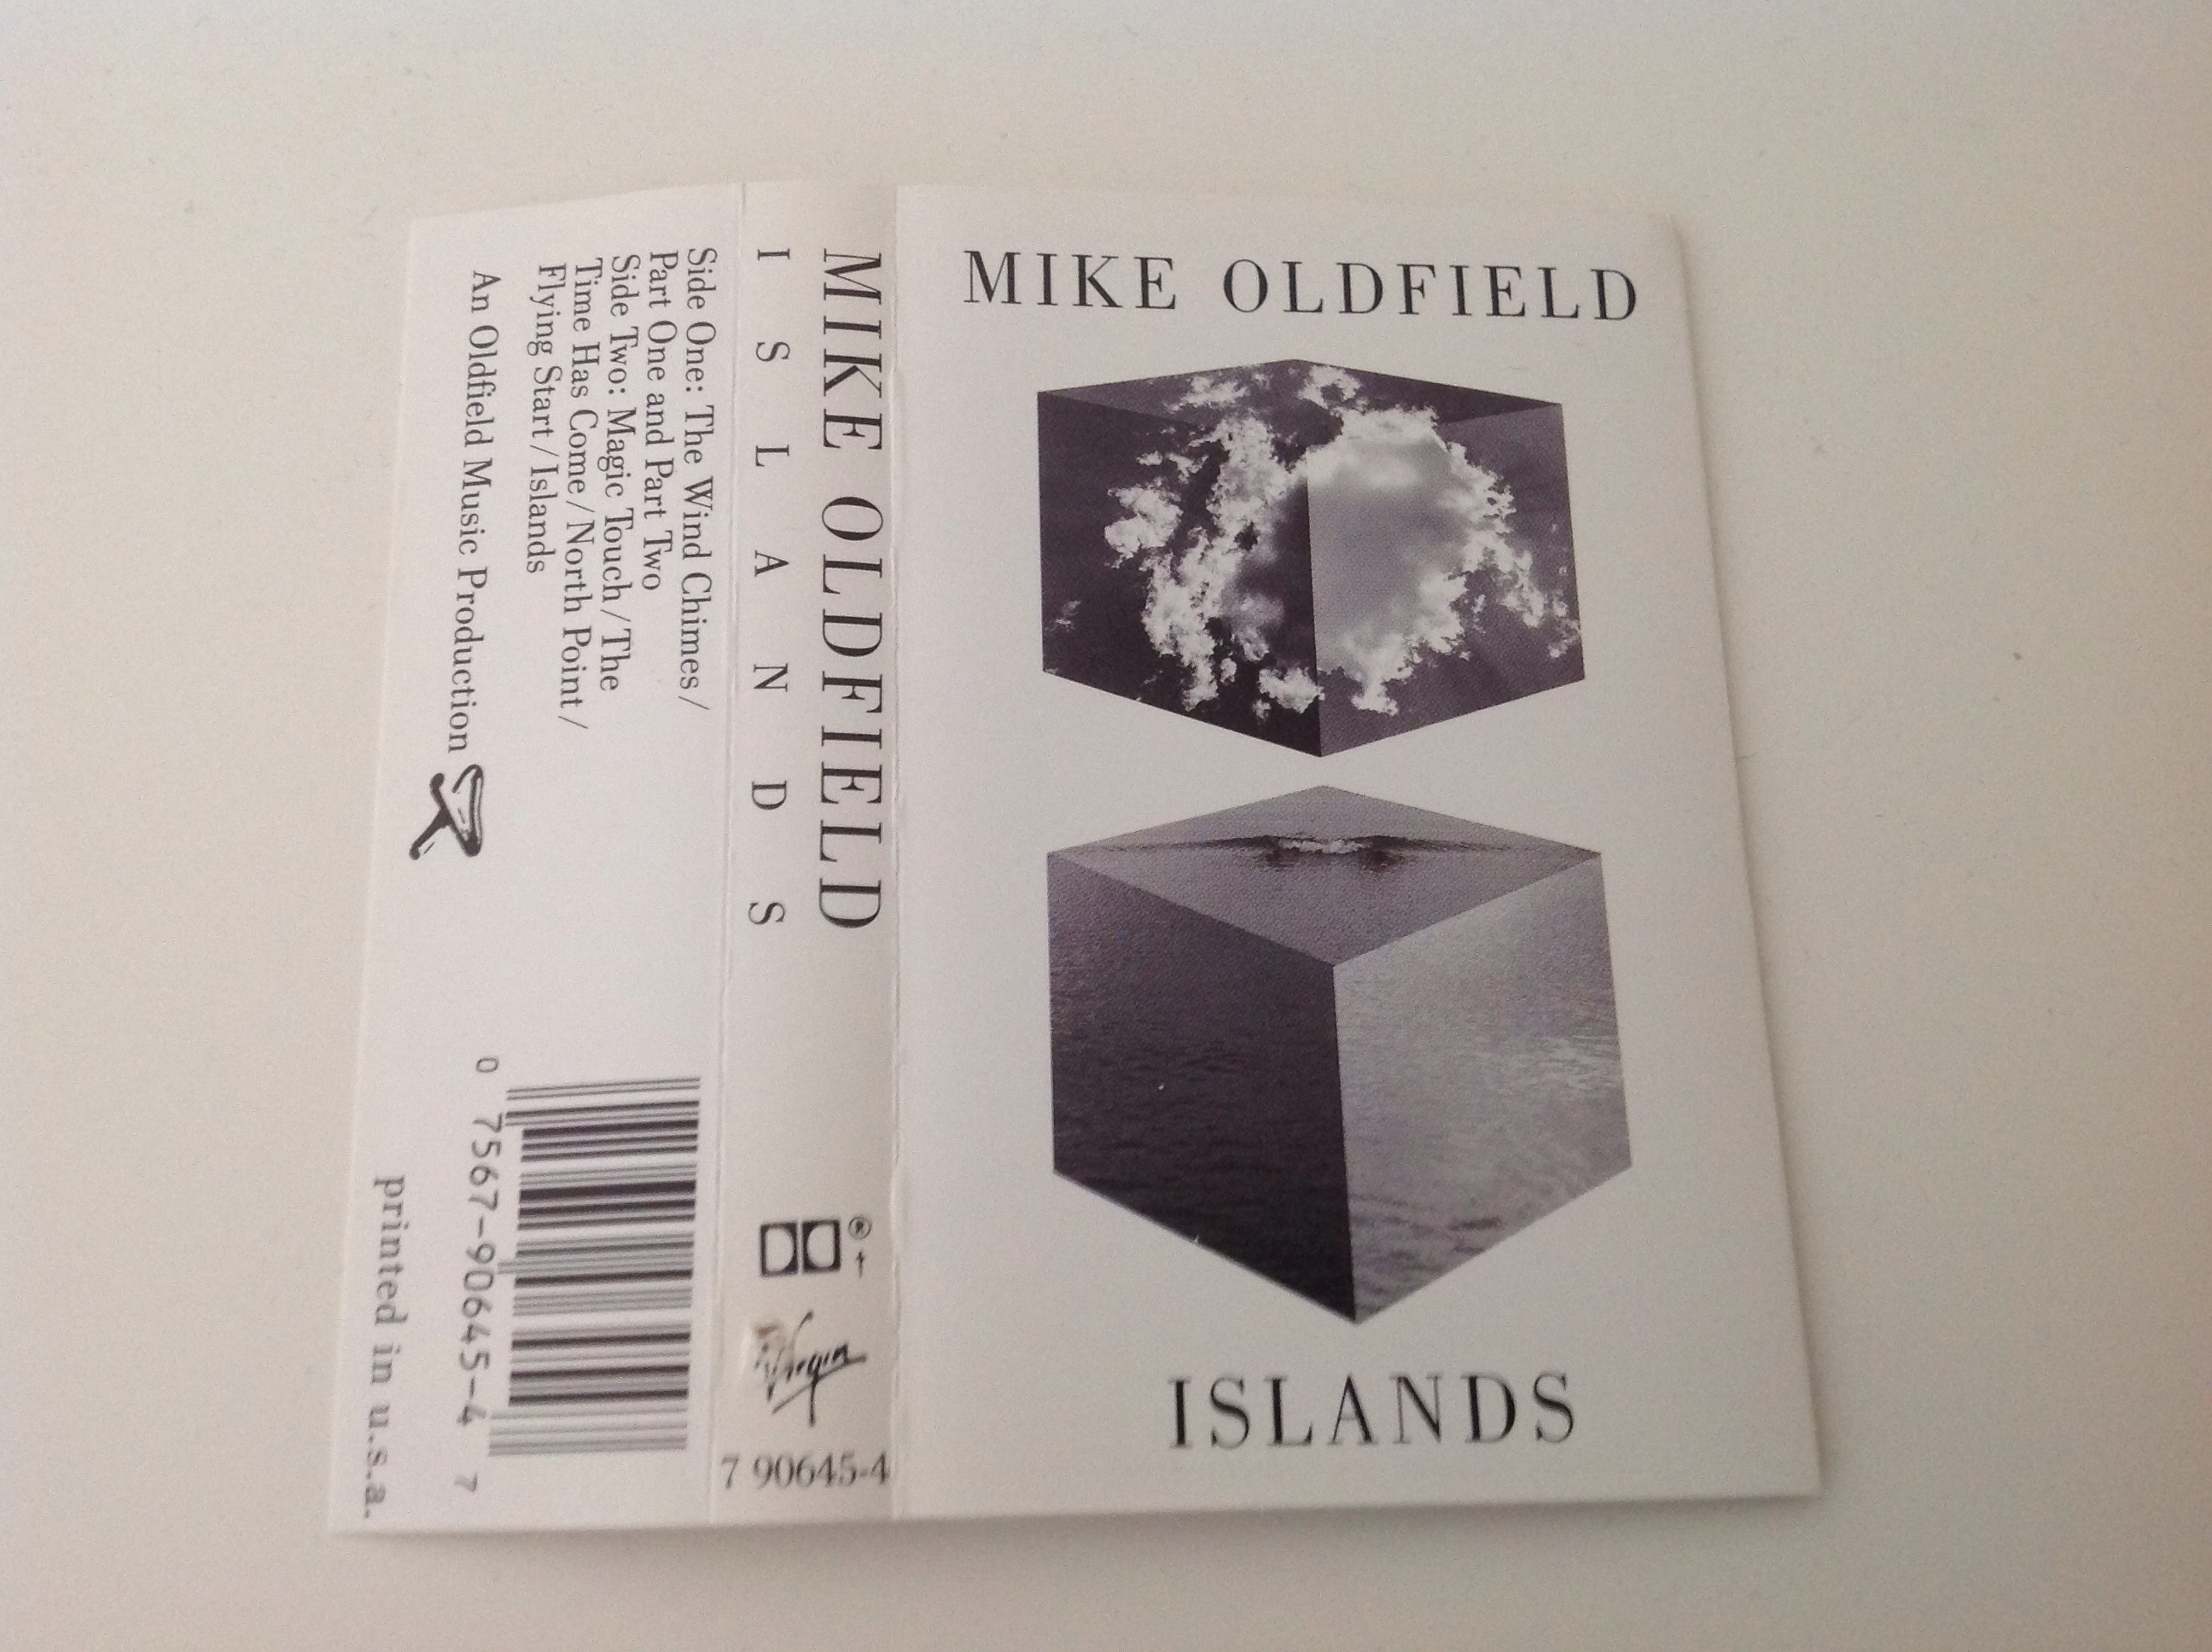 MIKE OLDFIELD
ISLANDS
MIKE OLDFIELD
ISLANDS
®†
Virgin
7 90645-4
Side One: The Wind Chimes/
Part One and Part Two
Side Two: Magic Touch/The
Time Has Come/North Point/
Flying Start/Islands
An Oldfield Music Production
0 7567-90645-4 7
printed in u.s.a.